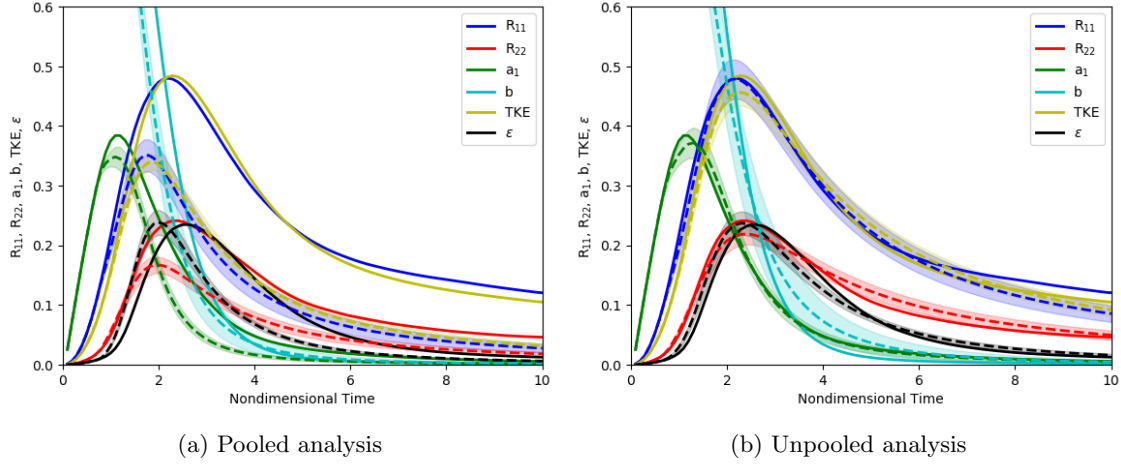 0.6
0.5
0.4
0.3
0.2
0.1
0.0
0 2 4 6 8 10
R₁₁, R₂₂, a₁, b, TKE, ε
Nondimensional Time
R₁₁
R₂₂
a₁
b
TKE
ε
(a) Pooled analysis
0.6
0.5
0.4
0.3
0.2
0.1
0.0
0 2 4 6 8 10
R₁₁, R₂₂, a₁, b, TKE, ε
Nondimensional Time
R₁₁
R₂₂
a₁
b
TKE
ε
(b) Unpooled analysis